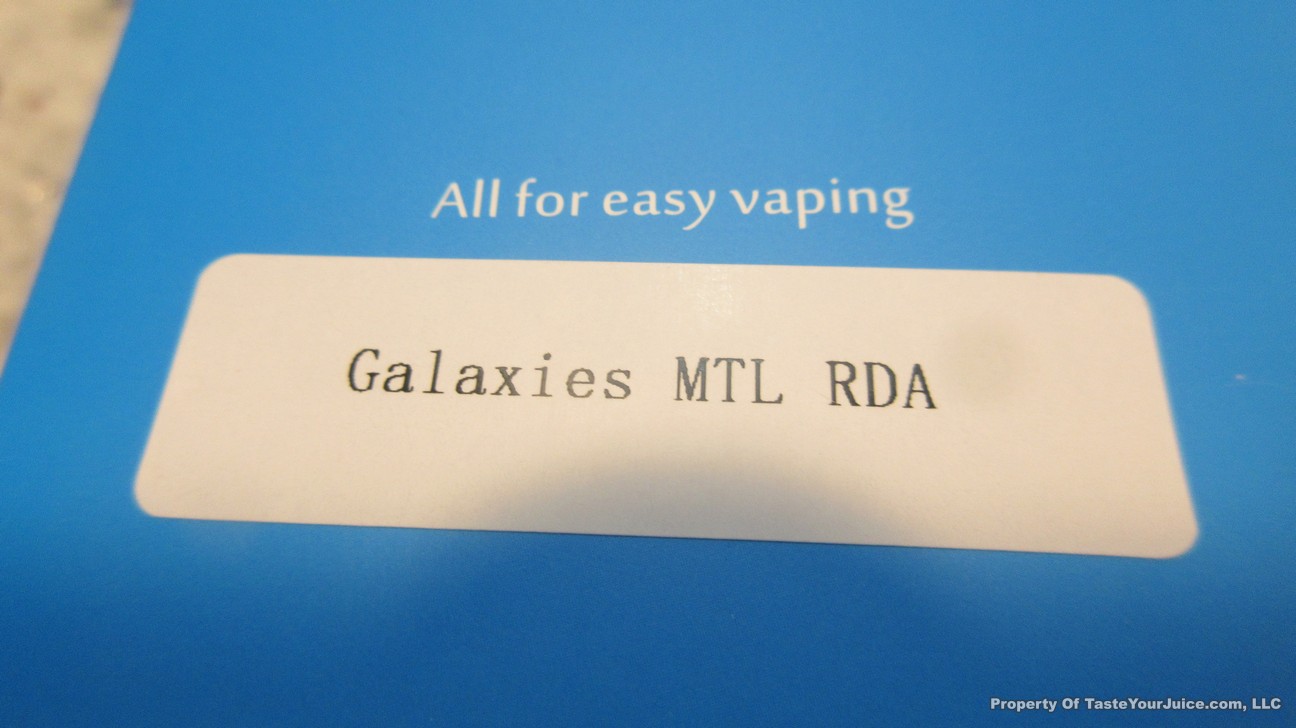 All for easy vaping
Galaxies MTL RDA
Property Of TasteYourJuice.com, LLC